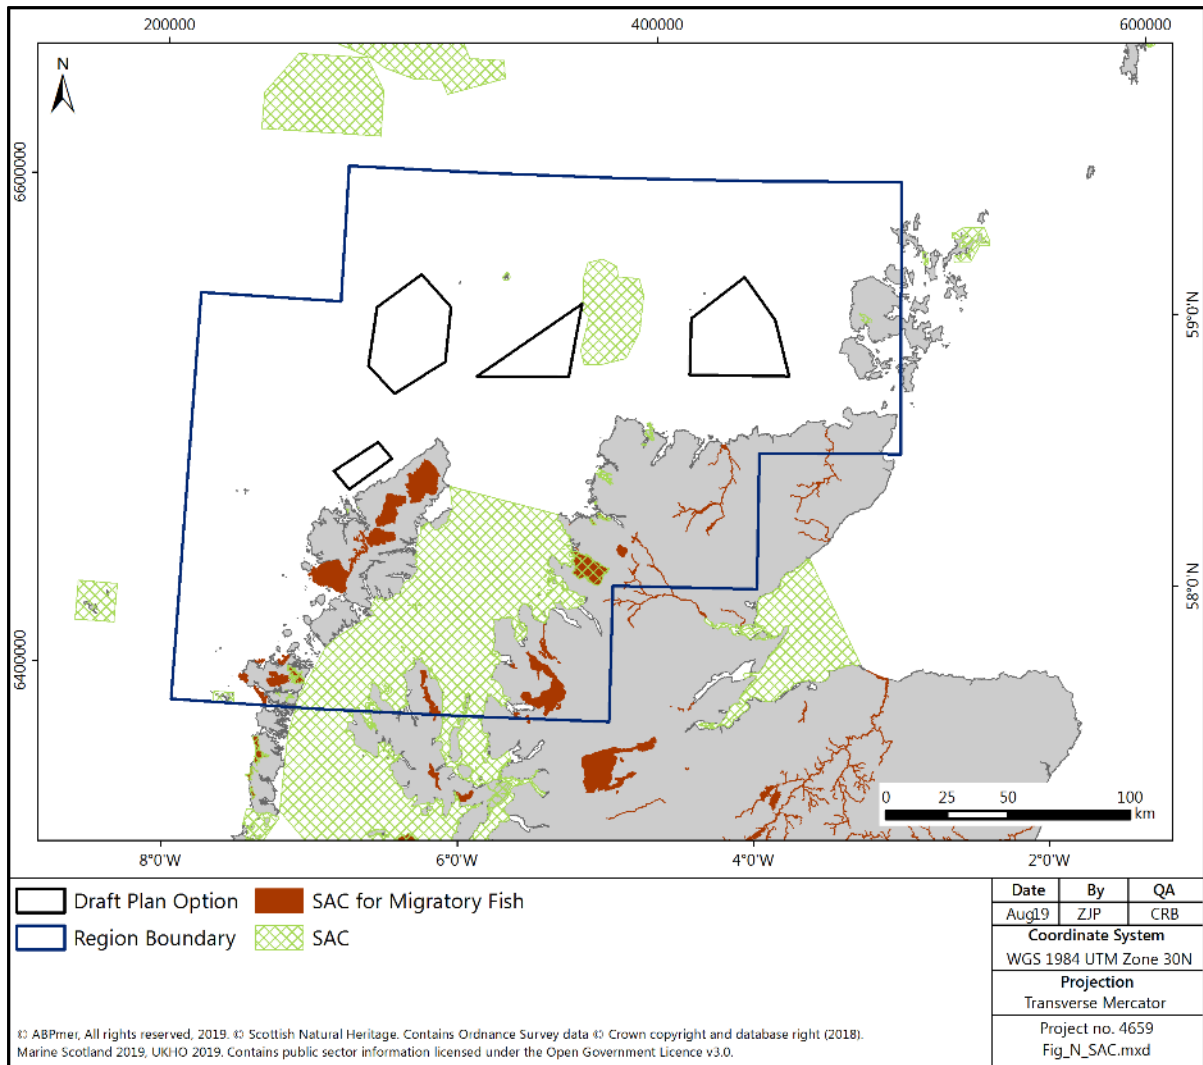 200000 400000 600000
N
6600000
6400000
59°0'N
58°0'N
0 25 50 100
km
8°0'W 6°0'W 4°0'W 2°0'W
Draft Plan Option SAC for Migratory Fish
Region Boundary SAC
Date By QA
Aug19 ZJP CRB
Coordinate System
WGS 1984 UTM Zone 30N
Projection
Transverse Mercator
Project no. 4659
Fig_N_SAC.mxd
© ABPmer, All rights reserved, 2019. © Scottish Natural Heritage. Contains Ordnance Survey data © Crown copyright and database right (2018).
Marine Scotland 2019, UKHO 2019. Contains public sector information licensed under the Open Government Licence v3.0.